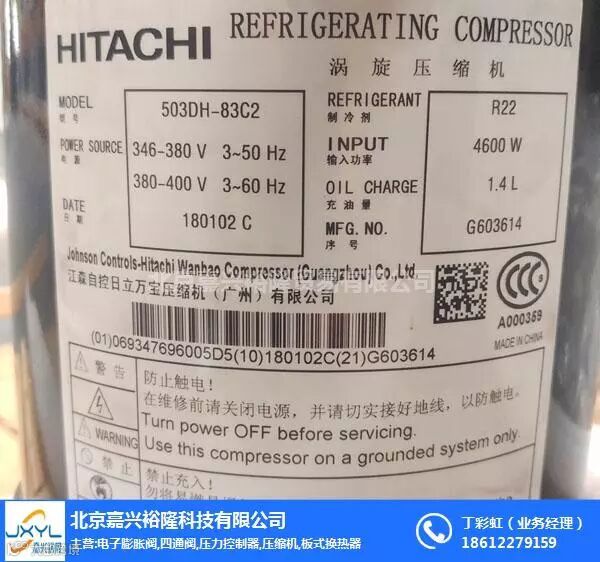 HITACHI REFRIGERATING COMPRESSOR
涡旋压缩机
MODEL 503DH-83C2
型号
POWER SOURCE 346-380 V 3~50 Hz
电源 380-400 V 3~60 Hz
DATE 180102 C
日期
REFRIGERANT R22
制冷剂
INPUT 4600 W
输入功率
OIL CHARGE 1.4 L
充油量
MFG.NO. G603614
序号
Johnson Controls-Hitachi Wanbao Compressor (Guangzhou) Co.,Ltd.
江森自控日立万宝压缩机（广州）有限公司
CCC
A000359
MADE IN CHINA
(01)069347696005D5(10)180102C(21)G603614
警告
WARNING
防止触电!
在维修前请关闭电源，并请切实接好地线，以防触电。
Turn power OFF before servicing.
Use this compressor on a grounded system only.
禁止
禁止充入!
JXYL
北京嘉兴裕隆科技有限公司
主营:电子膨胀阀,四通阀,压力控制器,压缩机,板式换热器
丁彩虹（业务经理）
18612279159